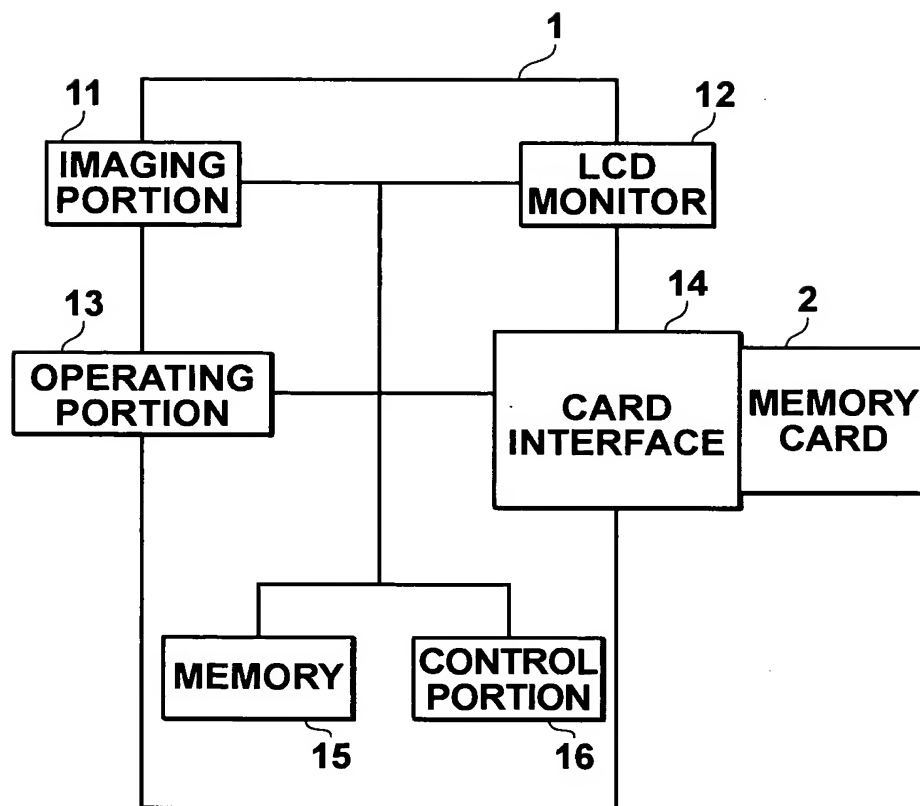 1
11
12
IMAGING
PORTION
LCD
MONITOR
13
14
2
OPERATING
PORTION
CARD
INTERFACE
MEMORY
CARD
MEMORY
CONTROL
PORTION
15
16